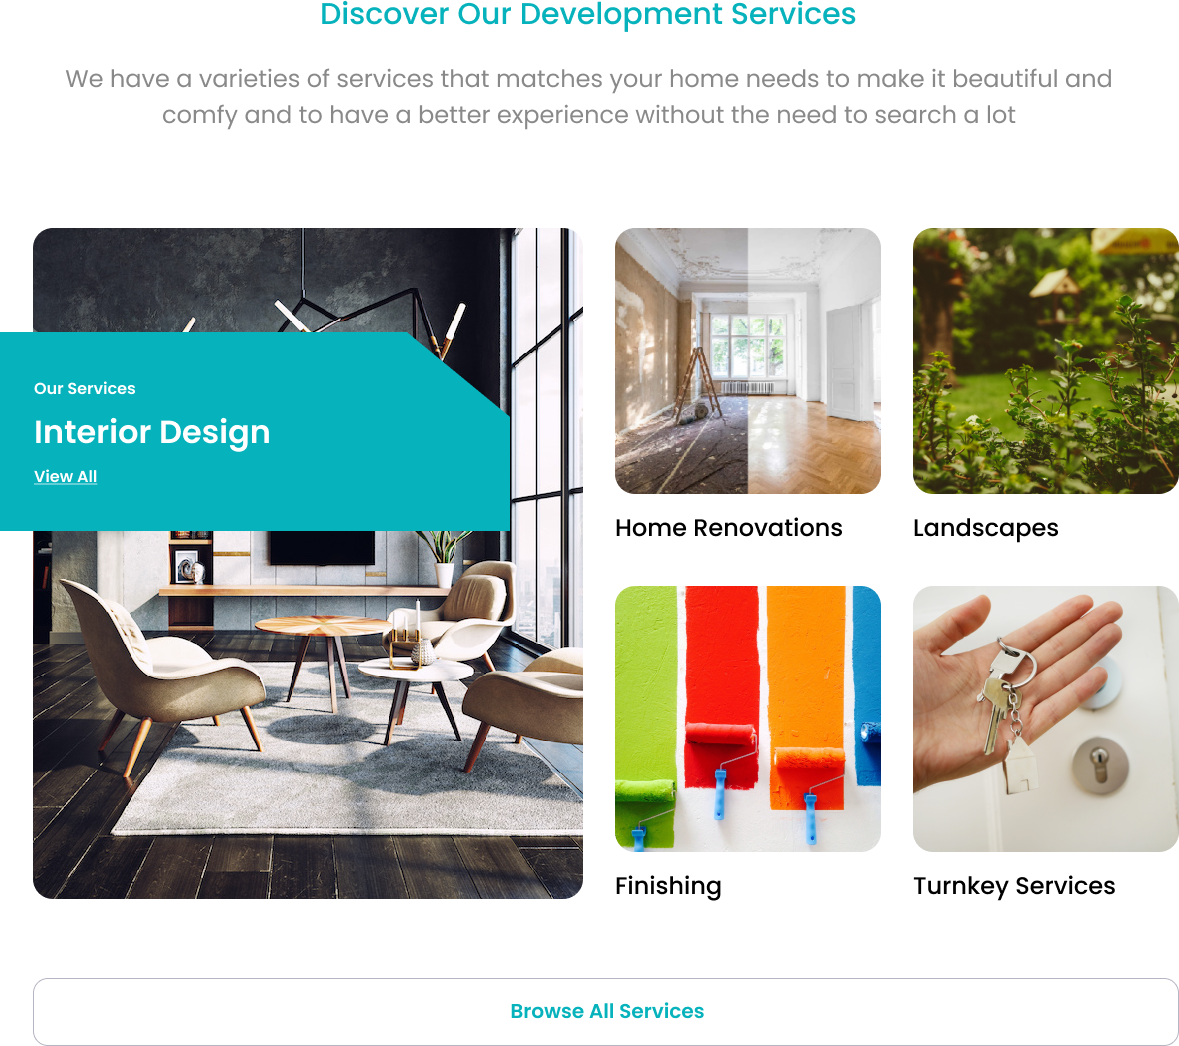 Discover Our Development Services
We have a varieties of services that matches your home needs to make it beautiful and
comfy and to have a better experience without the need to search a lot
Our Services
Interior Design
View All
Home Renovations
Landscapes
Finishing
Turnkey Services
Browse All Services